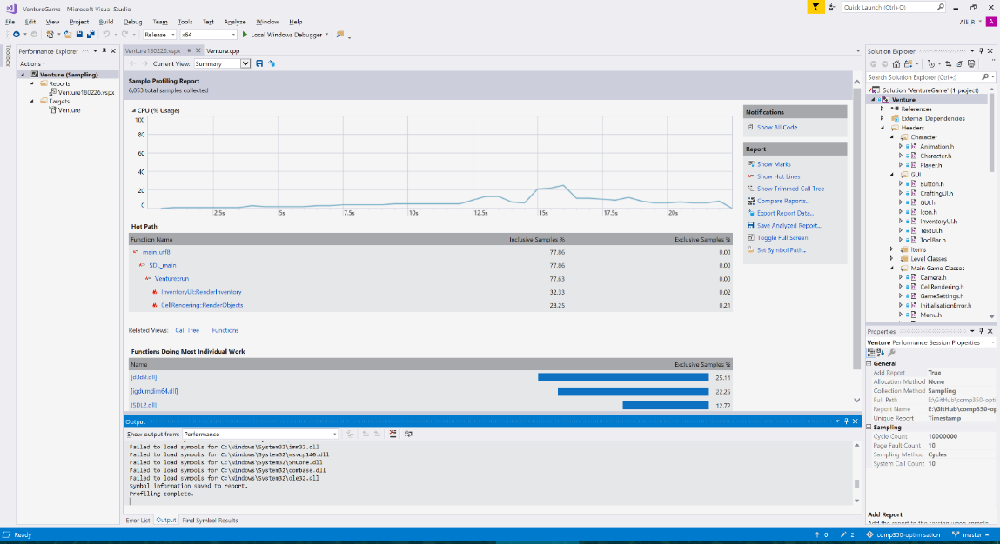 VentureGame - Microsoft Visual Studio
Quick Launch (Ctrl+Q)
File Edit View Project Build Debug Team Tools Test Analyze Window Help
Alk R A
Release x64 Local Windows Debugger
Toolbox
Performance Explorer
Actions
Venture (Sampling)
Reports
Venture180226.vspx
Targets
Venture
Venture180226.vspx Venture.cpp
Current View: Summary
Sample Profiling Report
6,053 total samples collected
CPU (% Usage)
100
80
60
40
20
0
2.5s 5s 7.5s 10s 12.5s 15s 17.5s 20s
Hot Path
Function Name Inclusive Samples % Exclusive Samples %
main_utf8 77.86 0.00
SDL_main 77.86 0.00
Venture::run 77.63 0.00
InventoryUI::RenderInventory 32.33 0.02
CellRendering::RenderObjects 28.25 0.21
Related Views: Call Tree Functions
Functions Doing Most Individual Work
Name Exclusive Samples %
[d3d9.dll] 25.11
[igdumdim64.dll] 22.25
[SDL2.dll] 12.72
Notifications
Show All Code
Report
Show Marks
Show Hot Lines
Show Trimmed Call Tree
Compare Reports...
Export Report Data...
Save Analyzed Report...
Toggle Full Screen
Set Symbol Path...
Output
Show output from: Performance
Failed to load symbols for C:\Windows\System32\imm32.dll
Failed to load symbols for C:\Windows\System32\msvcp140.dll
Failed to load symbols for C:\Windows\System32\SHCore.dll
Failed to load symbols for C:\Windows\System32\combase.dll
Failed to load symbols for C:\Windows\System32\ole32.dll
Symbol information saved to report.
Profiling complete.
Error List Output Find Symbol Results
Solution Explorer
Search Solution Explorer (Ctrl+;)
Solution 'VentureGame' (1 project)
Venture
References
External Dependencies
Headers
Character
Animation.h
Character.h
Player.h
GUI
Button.h
CraftingUI.h
GUI.h
Icon.h
InventoryUI.h
TextUI.h
ToolBar.h
Items
Level Classes
Main Game Classes
Camera.h
CellRendering.h
GameSettings.h
InitialisationError.h
Menu.h
Properties
Venture Performance Session Properties
General
Add Report True
Allocation Method None
Collection Method Sampling
Full Path E:\GitHub\comp350-opti
Report Name E:\GitHub\comp350-op
Unique Report Timestamp
Sampling
Cycle Count 10000000
Page Fault Count 10
Sampling Method Cycles
System Call Count 10
Add Report
Add the report to the session when comple
Ready 0 2 comp350-optimisation master